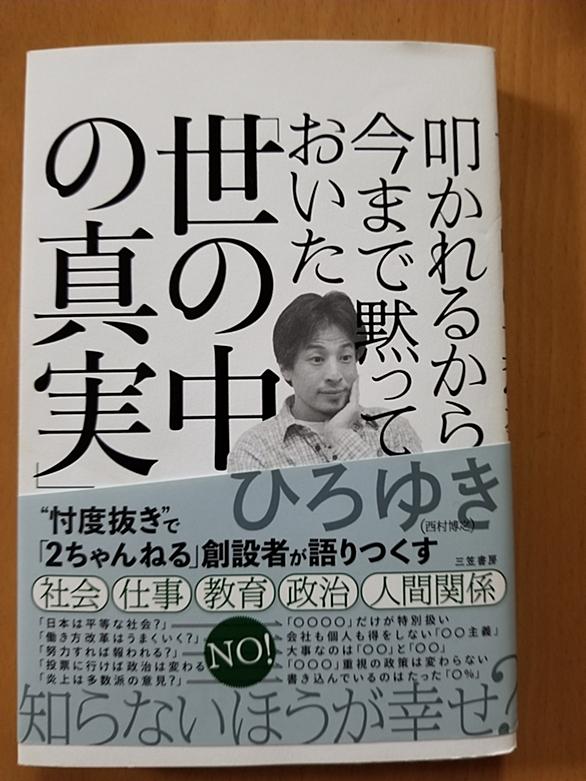 叩かれるから
今まで黙って
おいた
「世の中
の真実」
ひろゆき
(西村博之)
三笠書房
“忖度抜き”で
「2ちゃんねる」創設者が語りつくす
社会 仕事 教育 政治 人間関係
「日本は平等な社会?」
「働き方改革はうまくいく?」
「努力すれば報われる?」
「投票に行けば政治は変わる
「炎上は多数派の意見?」
NO!
「〇〇〇〇」だけが特別扱い
会社も個人も得をしない「〇〇主義」
大事なのは「〇〇」と「〇〇」
「〇〇〇」重視の政策は変わらない
書き込んでいるのはたった「〇%」
知らないほうが幸せ?